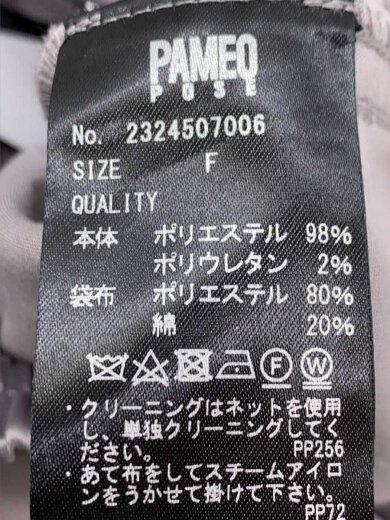 PAMEO
POSE
No. 2324507006
SIZE F
QUALITY
本体 ポリエステル 98%
ポリウレタン 2%
袋布 ポリエステル 80%
綿 20%
F W
・クリーニングはネットを使用
し、単独クリーニングしてく
ださい。 PP256
・あて布をしてスチームアイロ
ンをうかせて掛けて下さい。
PP72